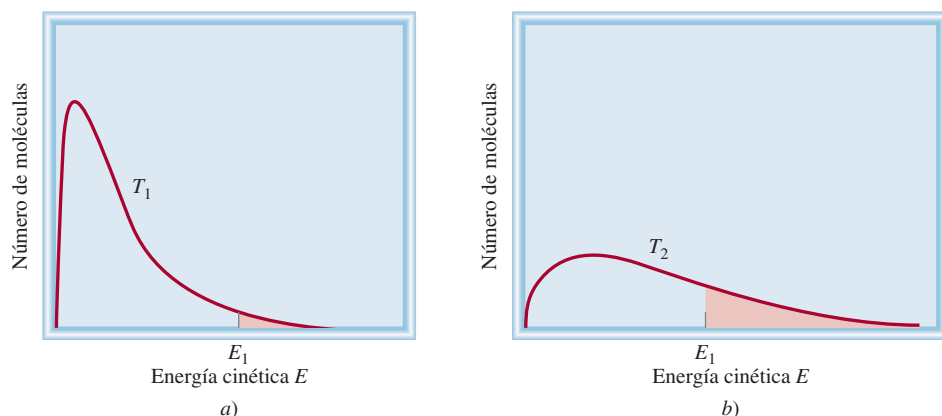 Número de moléculas
T1
E1
Energía cinética E
a)
Número de moléculas
T2
E1
Energía cinética E
b)